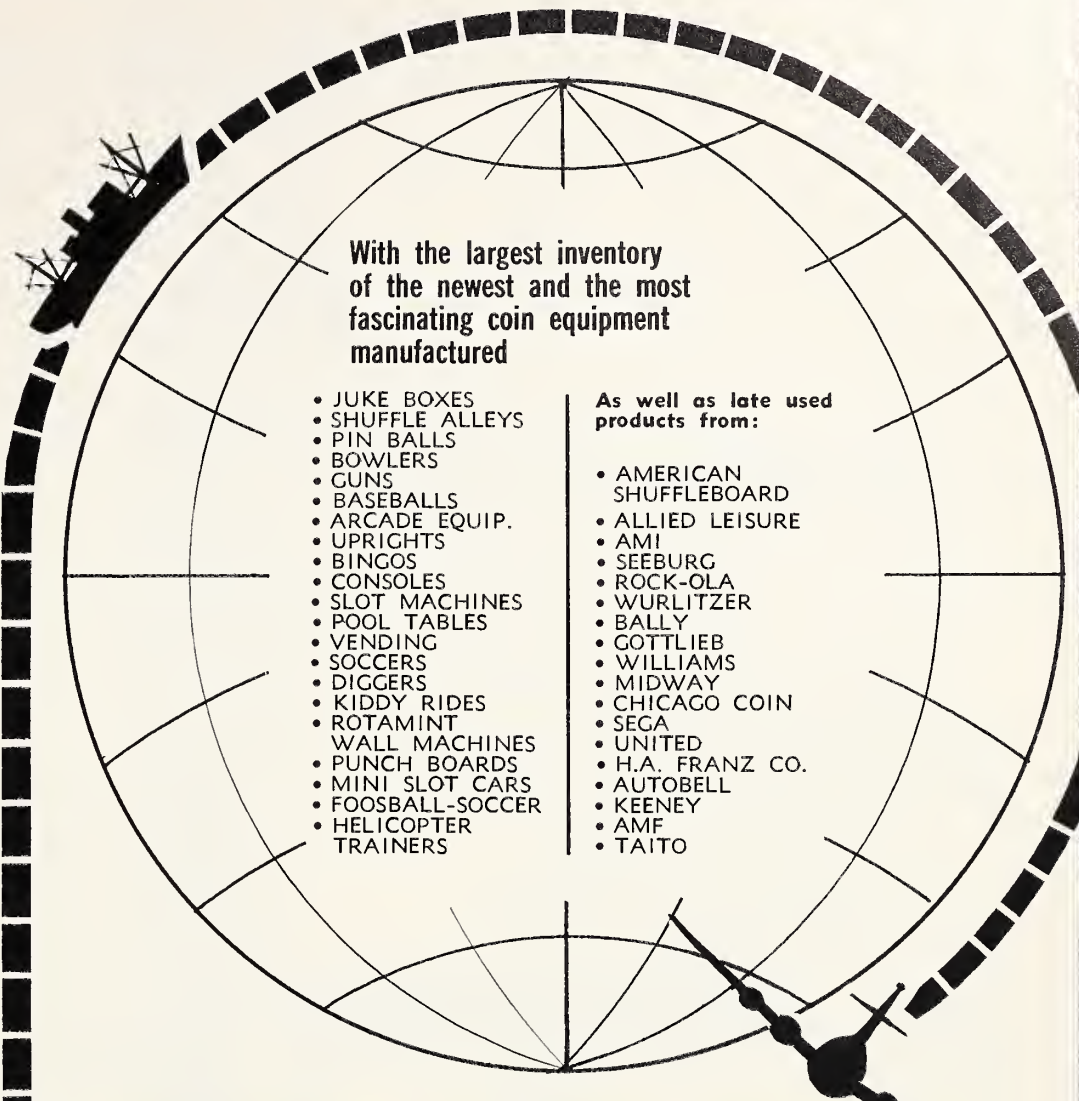 With the largest inventory
of the newest and the most
fascinating coin equipment
manufactured
• JUKE BOXES
• SHUFFLE ALLEYS
• PIN BALLS
• BOWLERS
• GUNS
• BASEBALLS
• ARCADE EQUIP.
• UPRIGHTS
• BINGOS
• CONSOLES
• SLOT MACHINES
• POOL TABLES
• VENDING
• SOCCERS
• DIGGERS
• KIDDY RIDES
• ROTAMINT
WALL MACHINES
• PUNCH BOARDS
• MINI SLOT CARS
• FOOSBALL-SOCCER
• HELICOPTER
TRAINERS
As well as late used
products from:
• AMERICAN
SHUFFLEBOARD
• ALLIED LEISURE
• AMI
• SEEBURG
• ROCK-OLA
• WURLITZER
• BALLY
• GOTTLIEB
• WILLIAMS
• MIDWAY
• CHICAGO COIN
• SEGA
• UNITED
• H.A. FRANZ CO.
• AUTOBELL
• KEENEY
• AMF
• TAITO